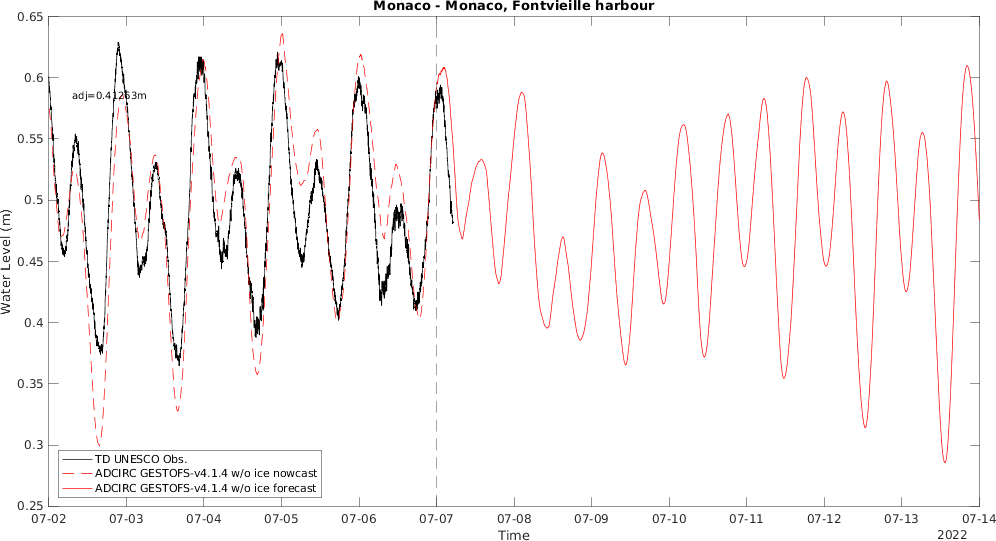 Monaco - Monaco, Fontvieille harbour
0.65
0.6
0.55
0.5
0.45
0.4
0.35
0.3
0.25
Water Level (m)
adj=0.41263m
TD UNESCO Obs.
ADCIRC GESTOFS-v4.1.4 w/o ice nowcast
ADCIRC GESTOFS-v4.1.4 w/o ice forecast
07-02 07-03 07-04 07-05 07-06 07-07 07-08 07-09 07-10 07-11 07-12 07-13 07-14
Time
2022